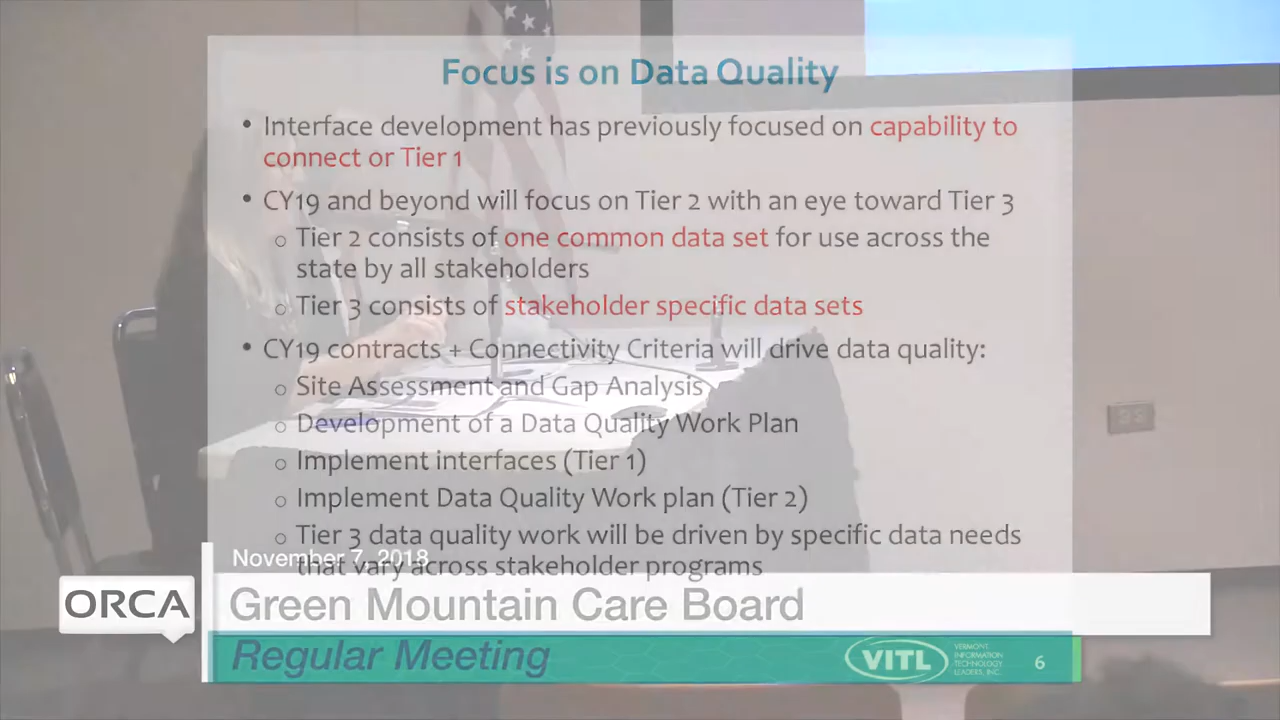 Focus is on Data Quality
• Interface development has previously focused on capability to
connect or Tier 1
• CY19 and beyond will focus on Tier 2 with an eye toward Tier 3
o Tier 2 consists of one common data set for use across the
state by all stakeholders
o Tier 3 consists of stakeholder specific data sets
• CY19 contracts + Connectivity Criteria will drive data quality:
o Site Assessment and Gap Analysis
o Development of a Data Quality Work Plan
o Implement interfaces (Tier 1)
o Implement Data Quality Work plan (Tier 2)
o Tier 3 data quality work will be driven by specific data needs
that vary across stakeholder programs
November 7, 2018
ORCA
Green Mountain Care Board
Regular Meeting
VITL
VERMONT
INFORMATION
TECHNOLOGY
LEADERS, INC.
6